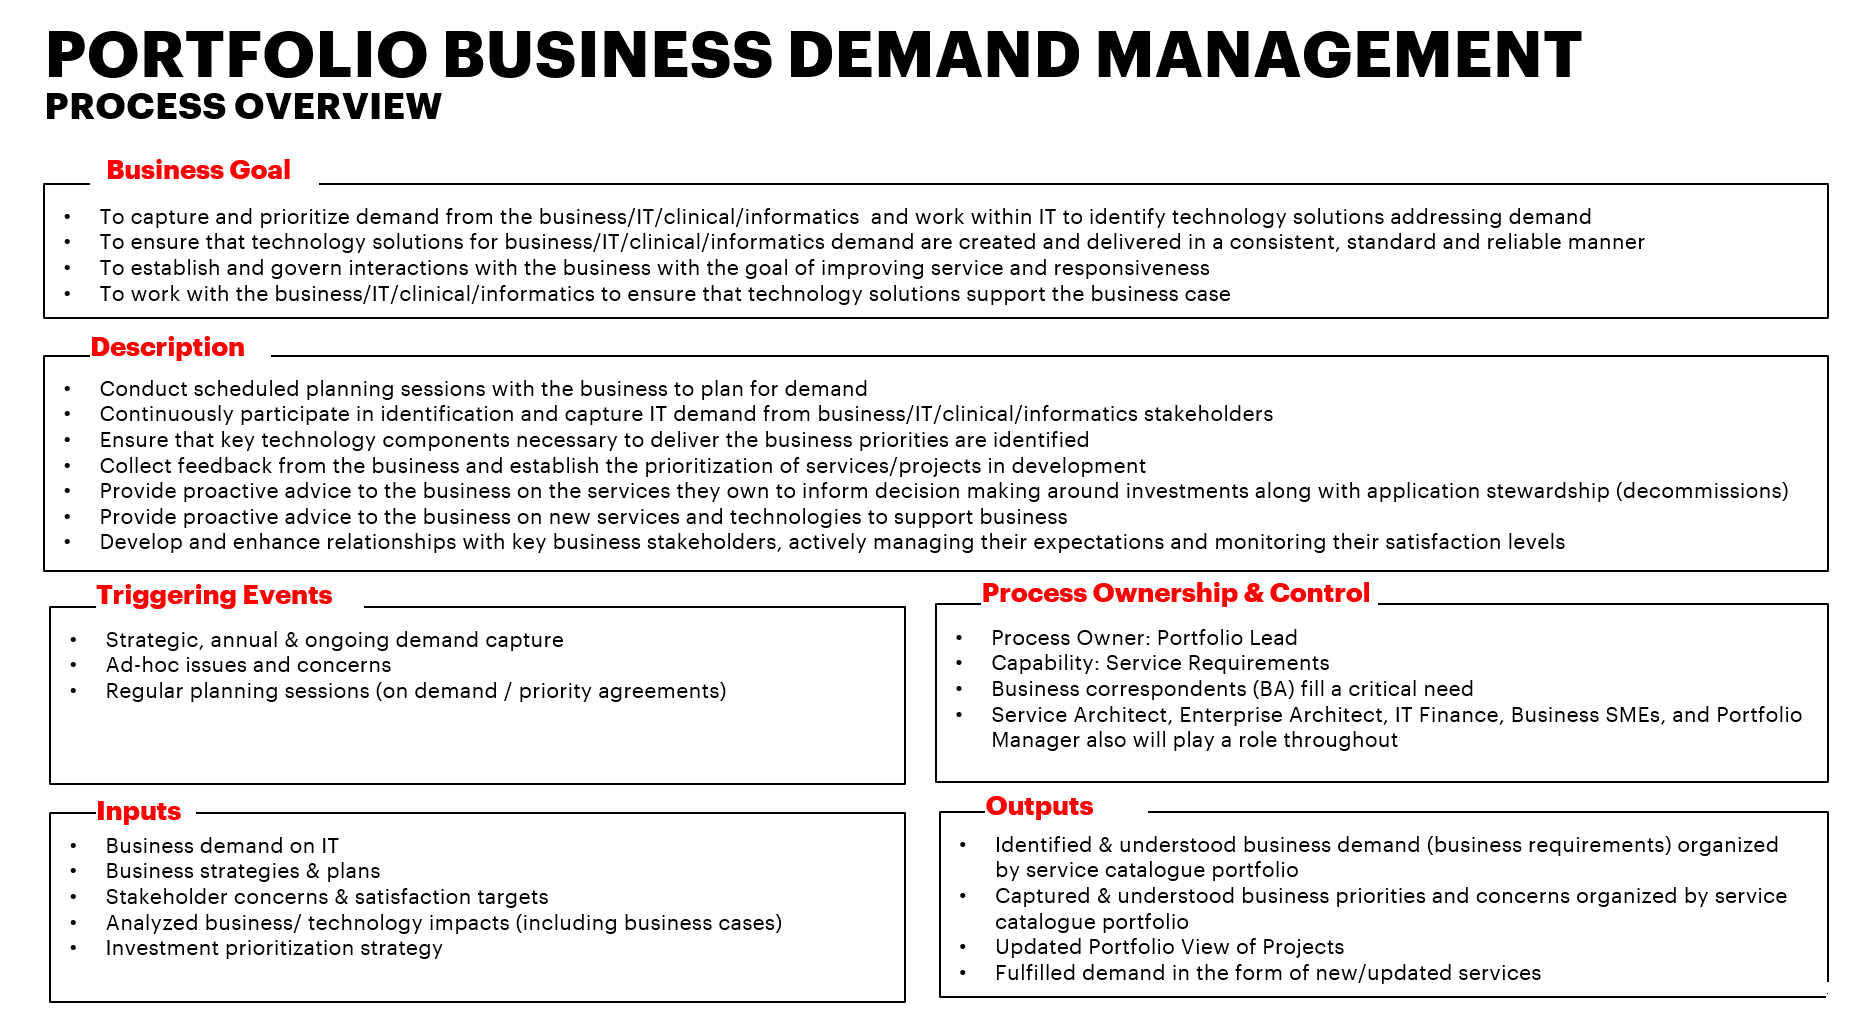 PORTFOLIO BUSINESS DEMAND MANAGEMENT
PROCESS OVERVIEW
Business Goal
• To capture and prioritize demand from the business/IT/clinical/informatics  and work within IT to identify technology solutions addressing demand
• To ensure that technology solutions for business/IT/clinical/informatics demand are created and delivered in a consistent, standard and reliable manner
• To establish and govern interactions with the business with the goal of improving service and responsiveness
• To work with the business/IT/clinical/informatics to ensure that technology solutions support the business case
Description
• Conduct scheduled planning sessions with the business to plan for demand
• Continuously participate in identification and capture IT demand from business/IT/clinical/informatics stakeholders
• Ensure that key technology components necessary to deliver the business priorities are identified
• Collect feedback from the business and establish the prioritization of services/projects in development
• Provide proactive advice to the business on the services they own to inform decision making around investments along with application stewardship (decommissions)
• Provide proactive advice to the business on new services and technologies to support business
• Develop and enhance relationships with key business stakeholders, actively managing their expectations and monitoring their satisfaction levels
Triggering Events
• Strategic, annual & ongoing demand capture
• Ad-hoc issues and concerns
• Regular planning sessions (on demand / priority agreements)
Process Ownership & Control
• Process Owner: Portfolio Lead
• Capability: Service Requirements
• Business correspondents (BA) fill a critical need
• Service Architect, Enterprise Architect, IT Finance, Business SMEs, and Portfolio
Manager also will play a role throughout
Inputs
• Business demand on IT
• Business strategies & plans
• Stakeholder concerns & satisfaction targets
• Analyzed business/ technology impacts (including business cases)
• Investment prioritization strategy
Outputs
• Identified & understood business demand (business requirements) organized
by service catalogue portfolio
• Captured & understood business priorities and concerns organized by service
catalogue portfolio
• Updated Portfolio View of Projects
• Fulfilled demand in the form of new/updated services